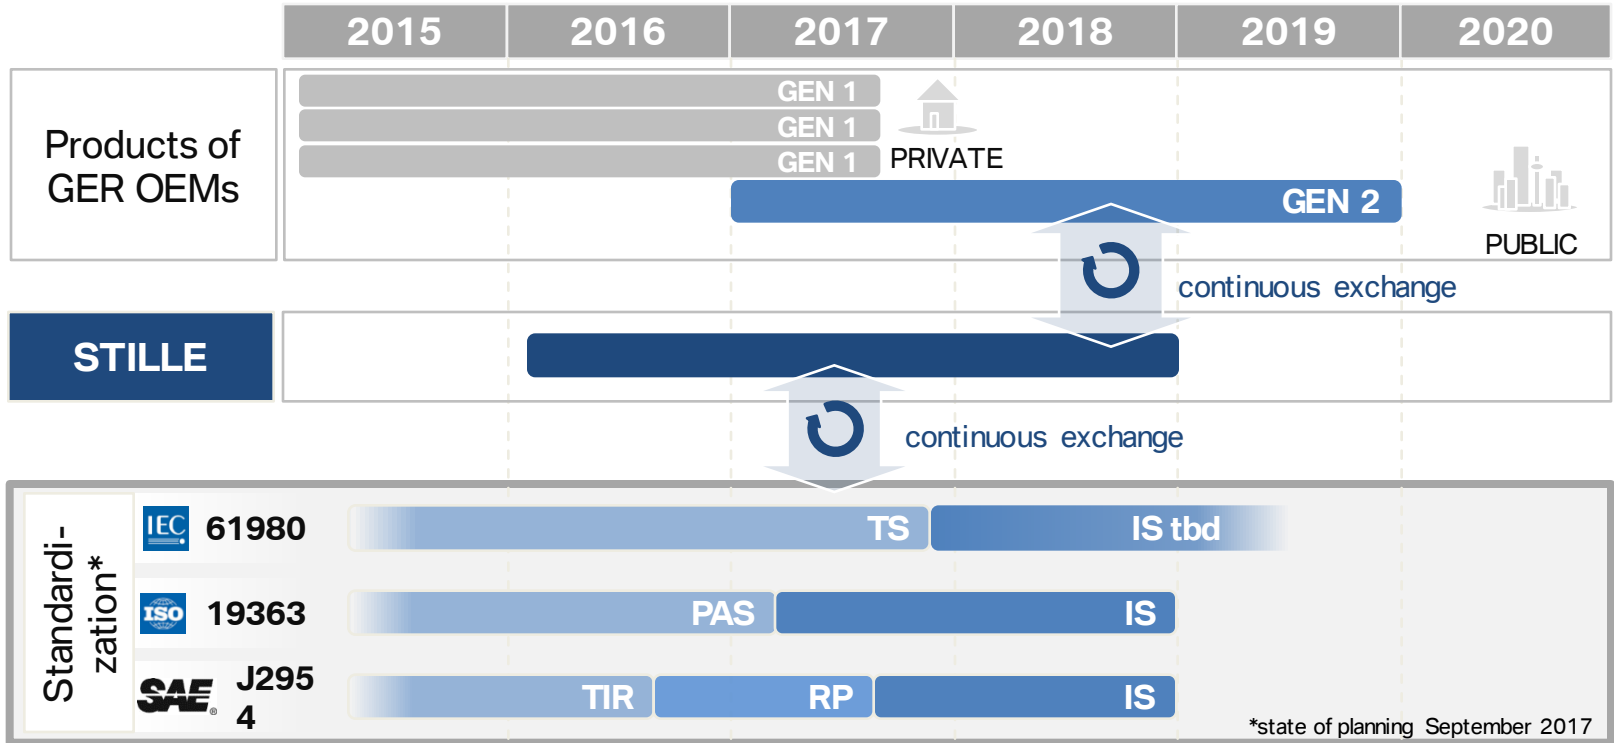 2015 2016 2017 2018 2019 2020
Products of
GER OEMs
GEN 1
GEN 1
GEN 1
PRIVATE
GEN 2
PUBLIC
continuous exchange
STILLE
continuous exchange
Standardi-
zation*
IEC 61980 TS IS tbd
ISO 19363 PAS IS
SAE® J295
4
TIR RP IS
*state of planning September 2017